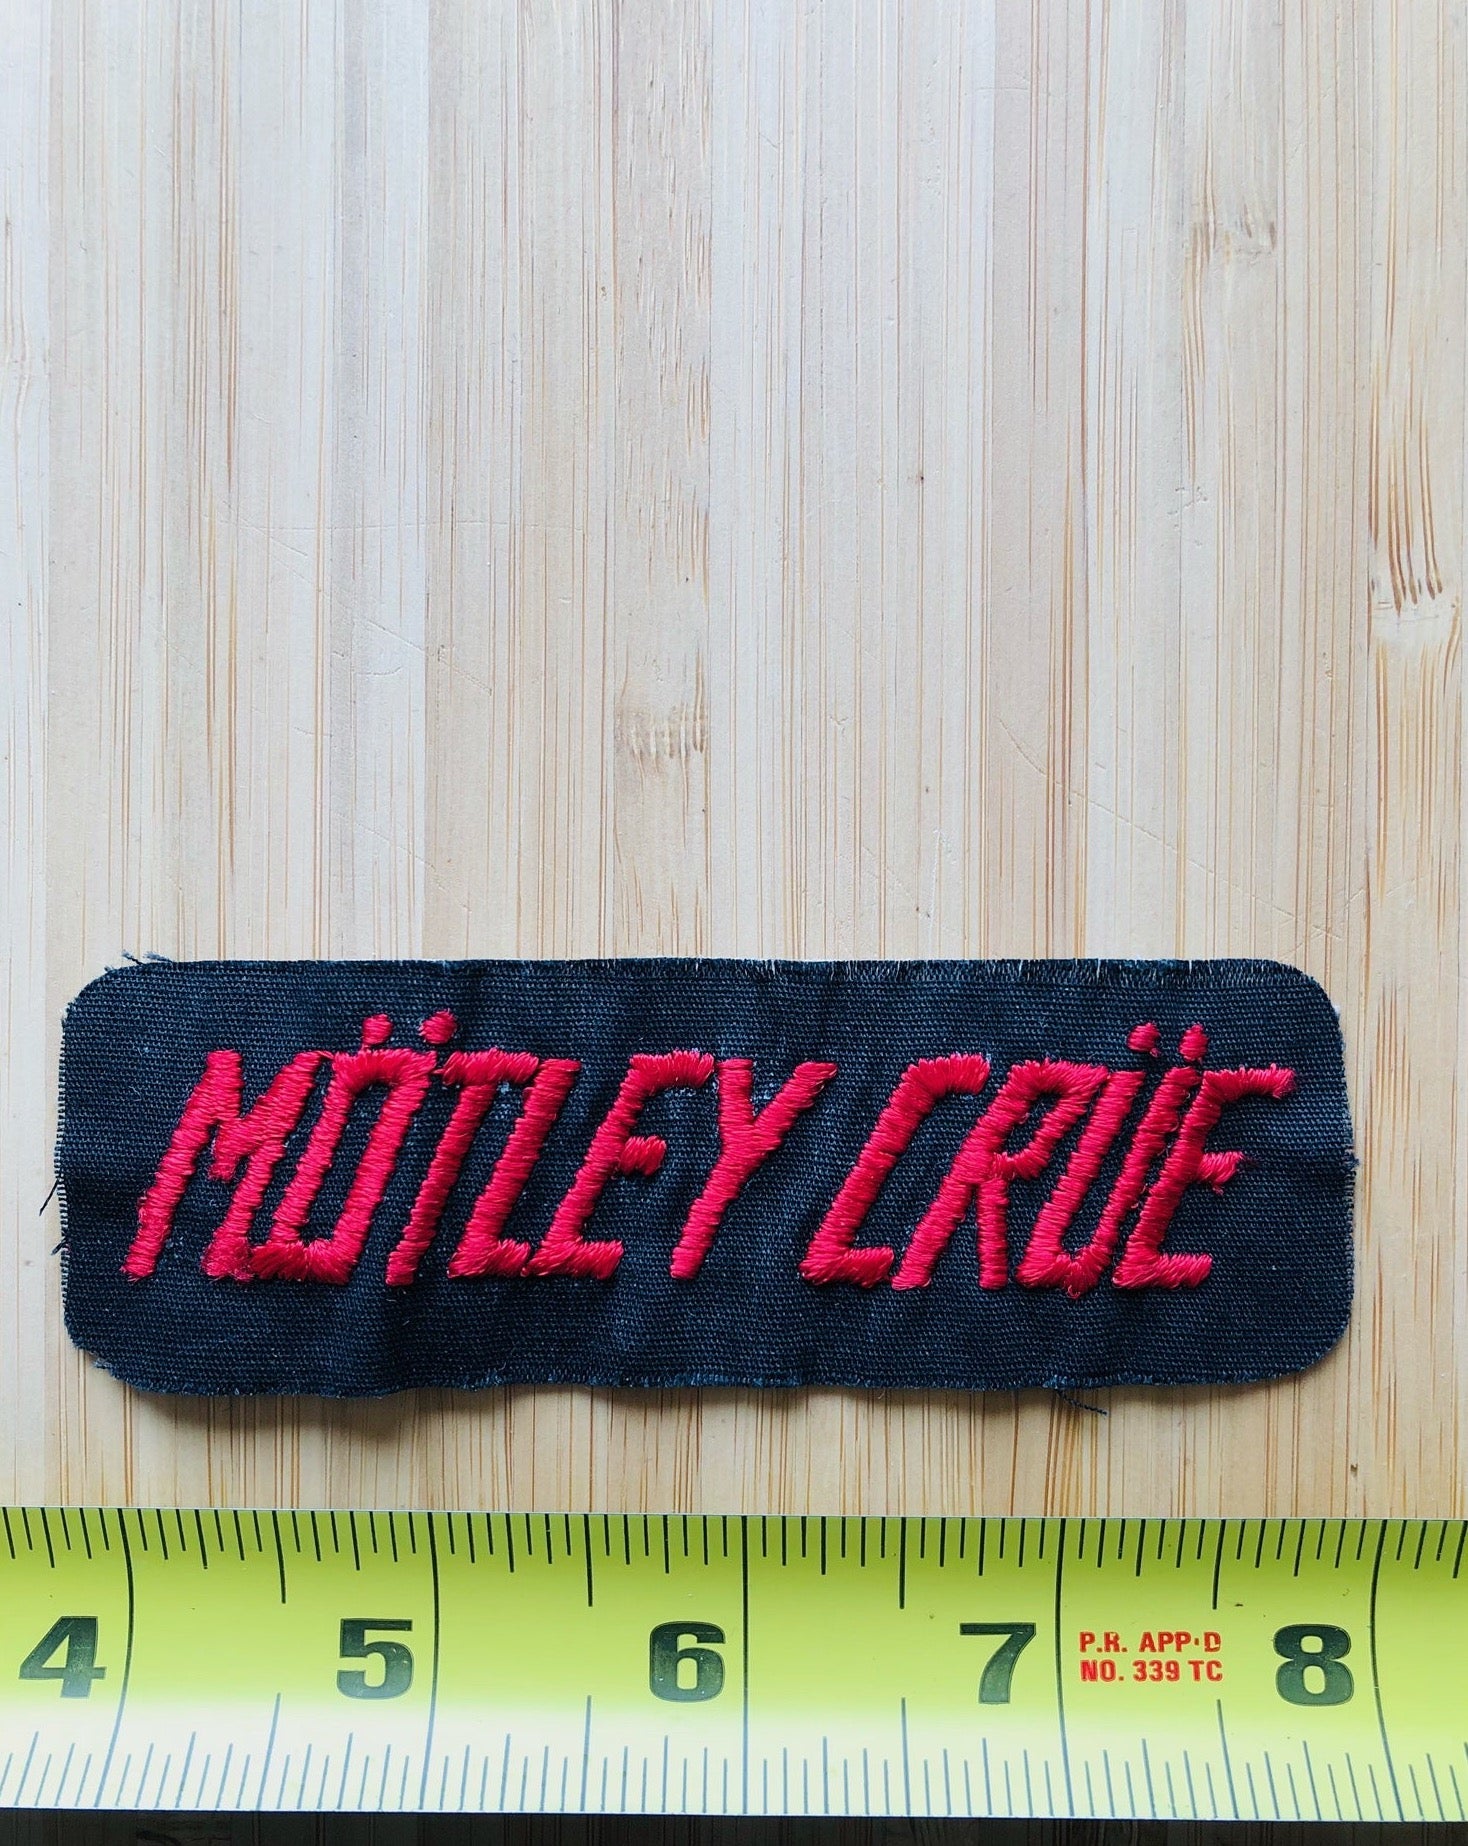 MÖTLEY CRÜE
4 5 6 7 P.R. APP'D 8
NO. 339 TC